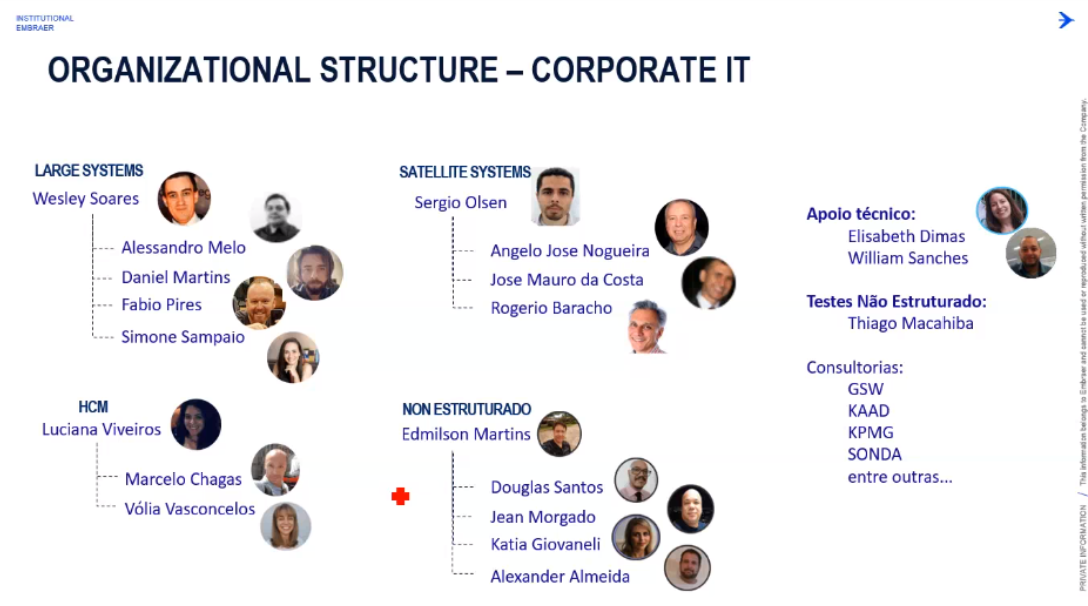 INSTITUTIONAL
EMBRAER
ORGANIZATIONAL STRUCTURE – CORPORATE IT
LARGE SYSTEMS
Wesley Soares
Alessandro Melo
Daniel Martins
Fabio Pires
Simone Sampaio
SATELLITE SYSTEMS
Sergio Olsen
Angelo Jose Nogueira
Jose Mauro da Costa
Rogerio Baracho
HCM
Luciana Viveiros
Marcelo Chagas
Vólia Vasconcelos
NON ESTRUTURADO
Edmilson Martins
Douglas Santos
Jean Morgado
Katia Giovaneli
Alexander Almeida
Apoio técnico:
Elisabeth Dimas
William Sanches
Testes Não Estruturado:
Thiago Macahiba
Consultorias:
GSW
KAAD
KPMG
SONDA
entre outras...
PRIVATE INFORMATION / This information belongs to Embraer and cannot be used or reproduced without written permission from the Company.